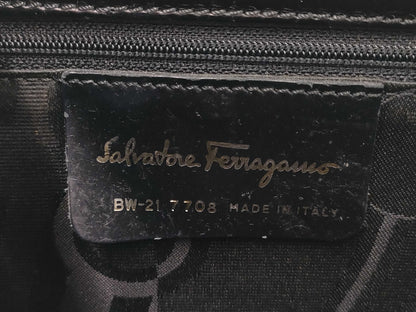 Salvatore Ferragamo
BW-21 7708 MADE IN ITALY